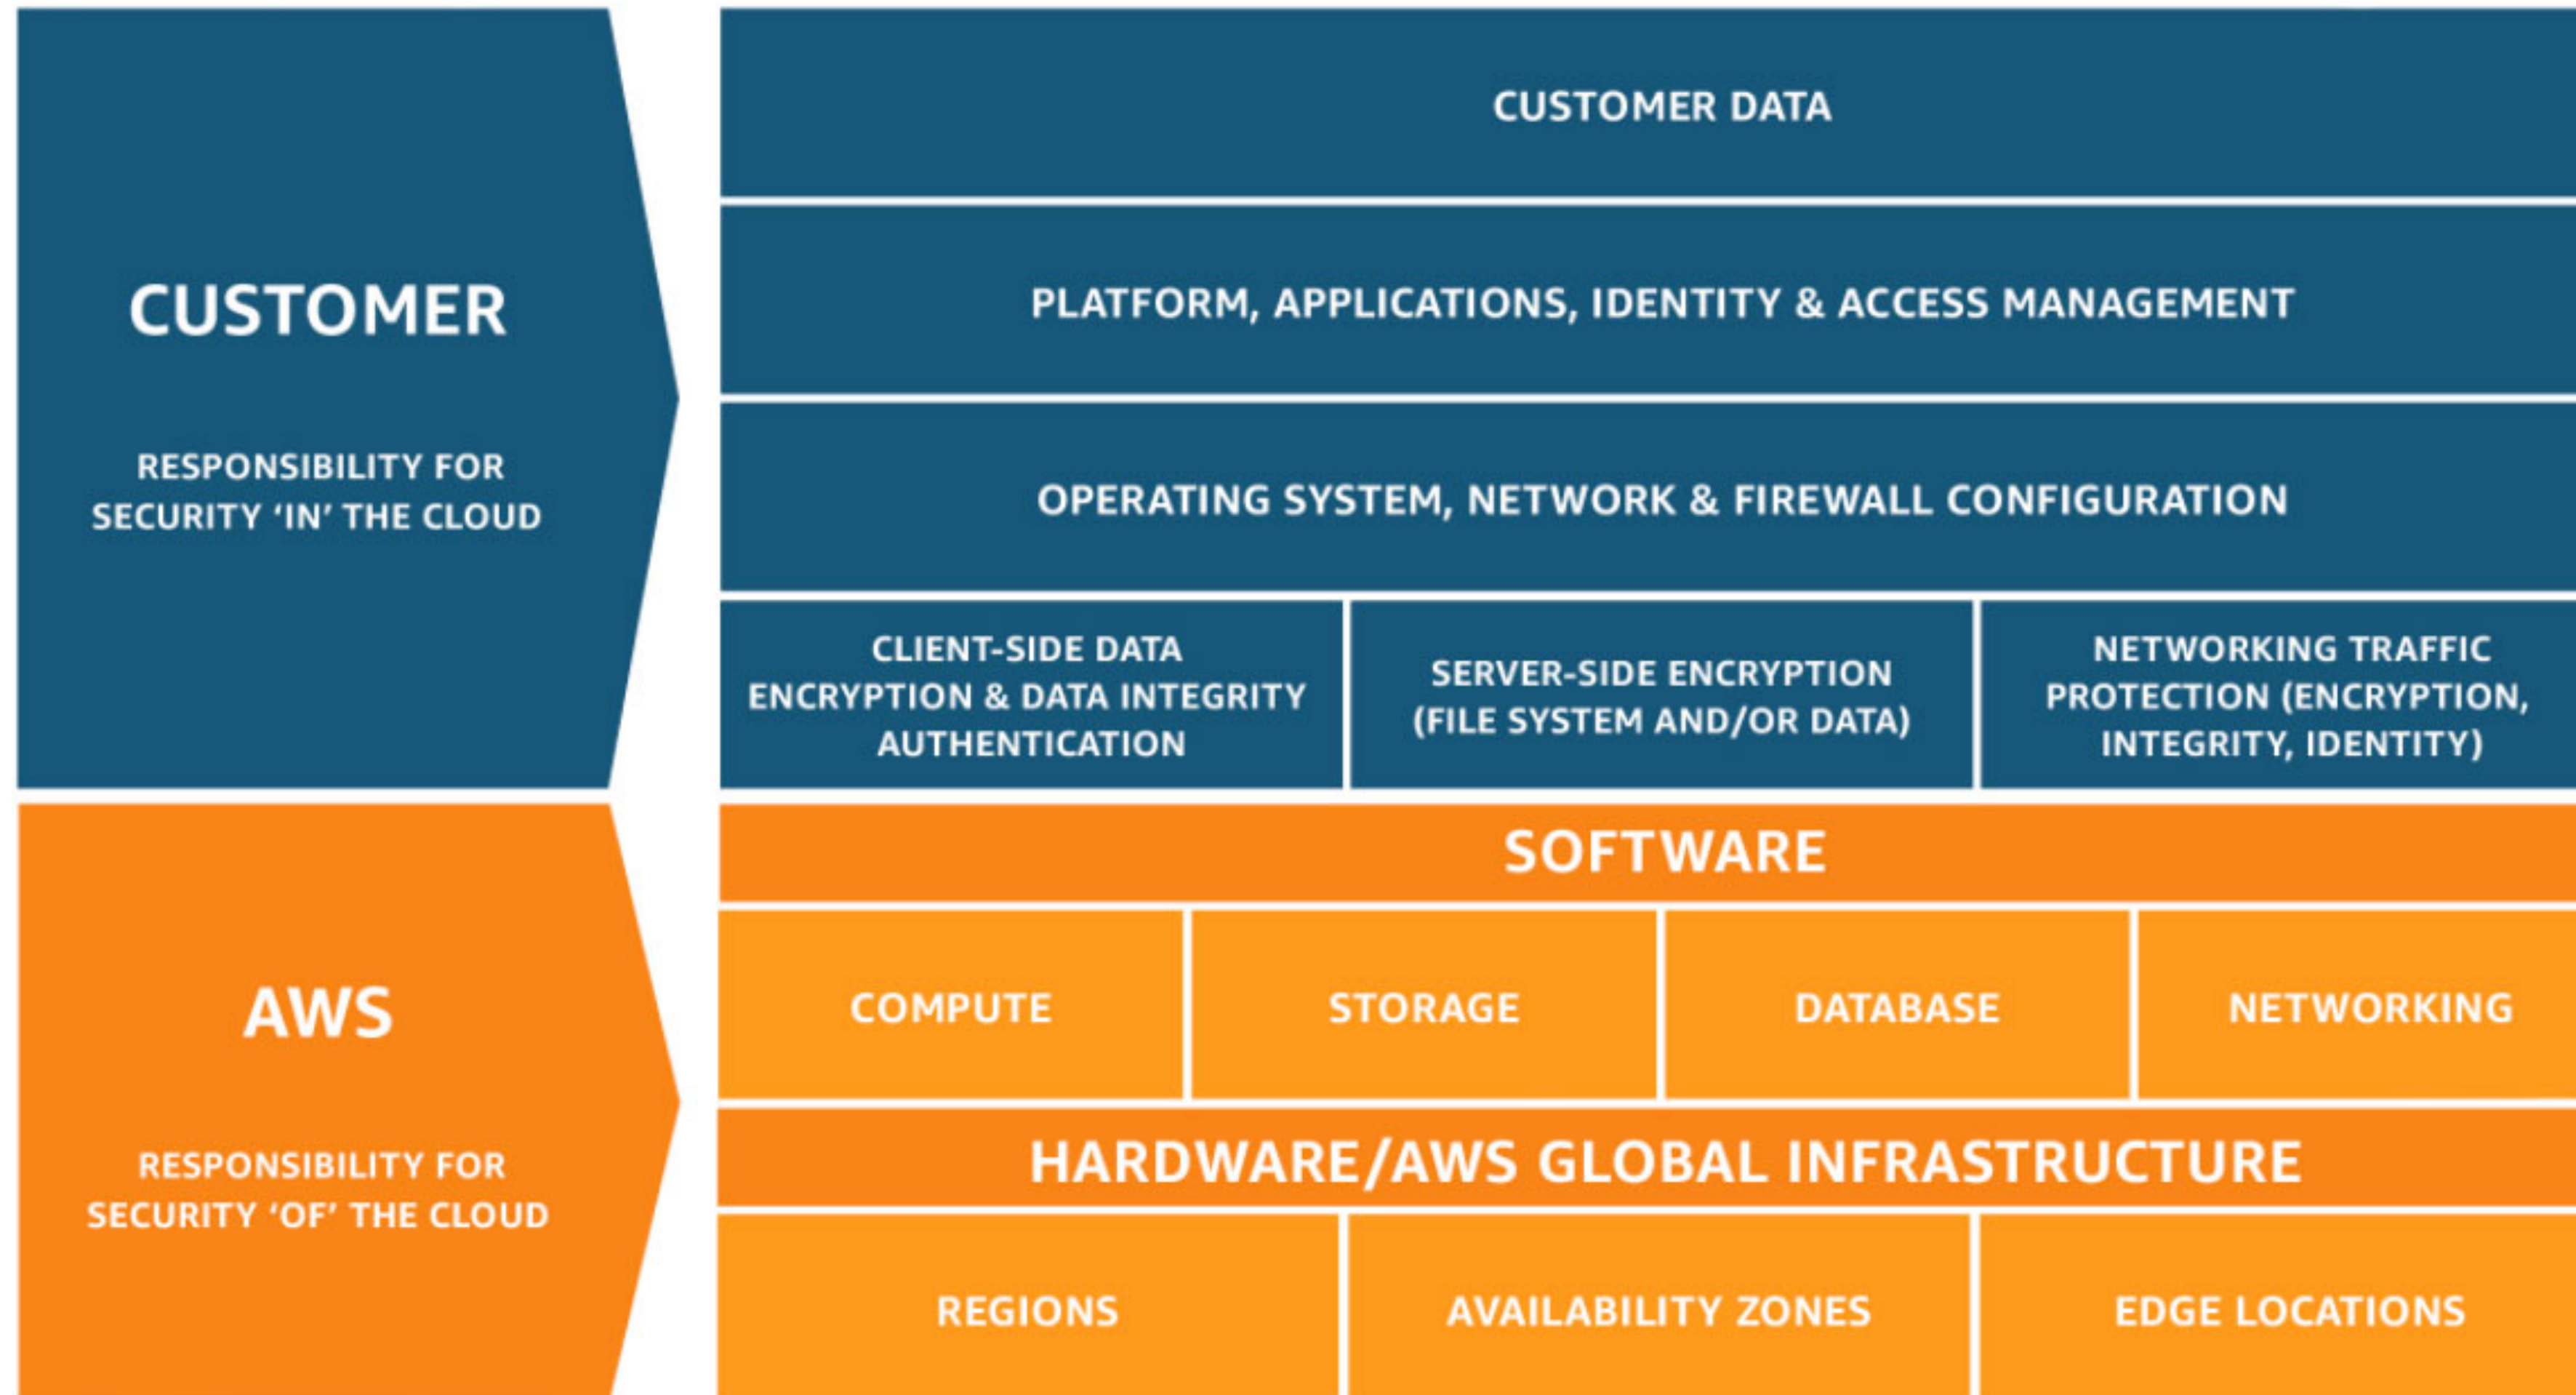 CUSTOMER
RESPONSIBILITY FOR
SECURITY ‘IN’ THE CLOUD
CUSTOMER DATA
PLATFORM, APPLICATIONS, IDENTITY & ACCESS MANAGEMENT
OPERATING SYSTEM, NETWORK & FIREWALL CONFIGURATION
CLIENT-SIDE DATA
ENCRYPTION & DATA INTEGRITY
AUTHENTICATION
SERVER-SIDE ENCRYPTION
(FILE SYSTEM AND/OR DATA)
NETWORKING TRAFFIC
PROTECTION (ENCRYPTION,
INTEGRITY, IDENTITY)
AWS
RESPONSIBILITY FOR
SECURITY ‘OF’ THE CLOUD
SOFTWARE
COMPUTE
STORAGE
DATABASE
NETWORKING
HARDWARE/AWS GLOBAL INFRASTRUCTURE
REGIONS
AVAILABILITY ZONES
EDGE LOCATIONS